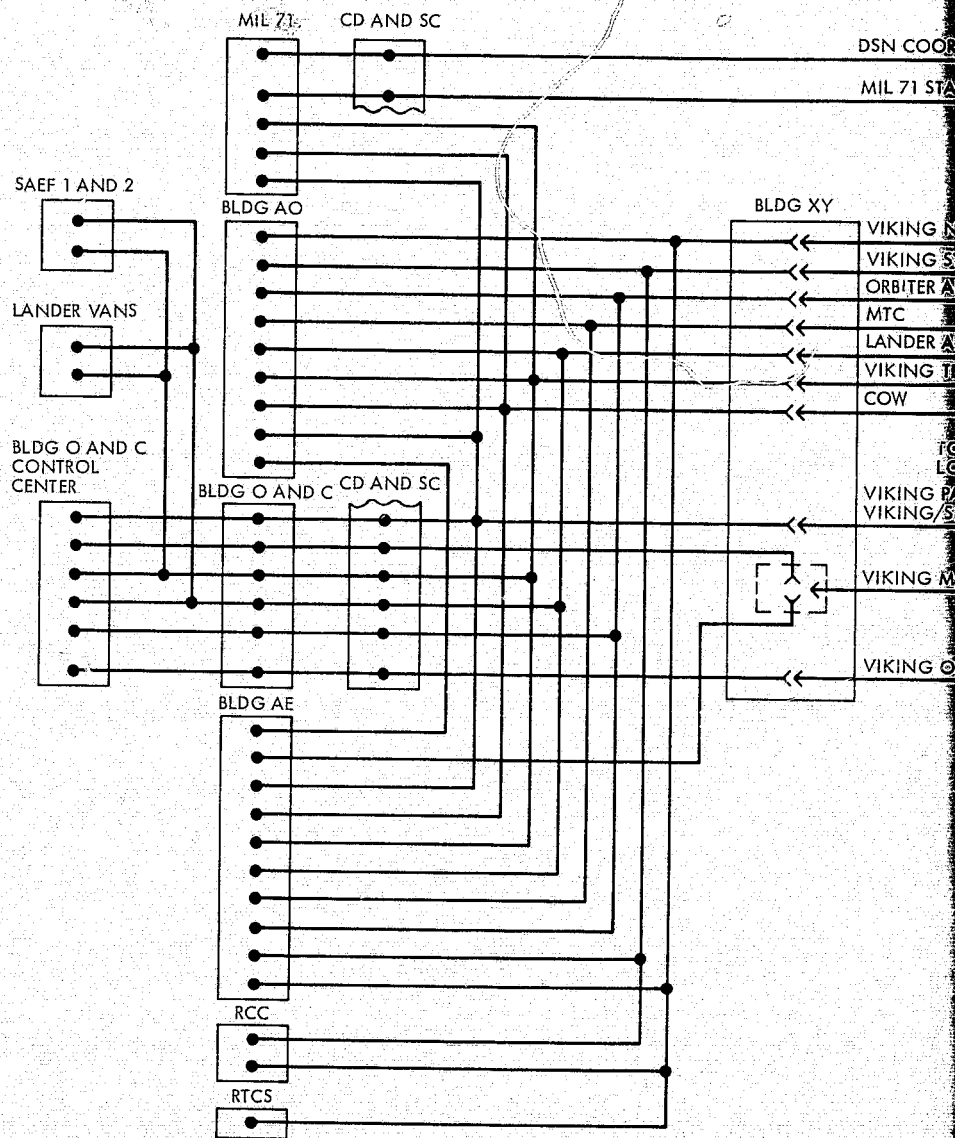 MIL 71
CD AND SC
DSN COOR
MIL 71 STA
SAEF 1 AND 2
BLDG AO
BLDG XY
VIKING N
VIKING S
ORBITER A
LANDER VANS
MTC
LANDER A
VIKING T
COW
BLDG O AND C
CONTROL
CENTER
TO
LO
BLDG O AND C
CD AND SC
VIKING P
VIKING/S
VIKING M
VIKING O
BLDG AE
RCC
RTCS